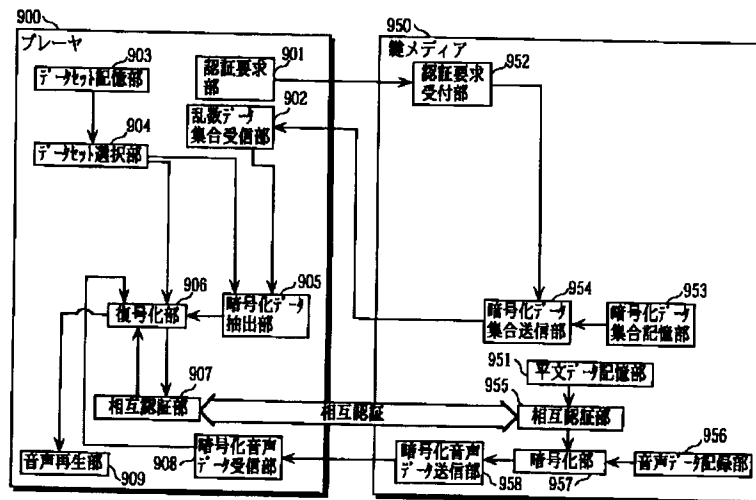 900
プレーヤ
903
データセット記憶部
904
データセット選択部
901
認証要求
部
902
乱数データ
集合受信部
905
暗号化データ
抽出部
906
復号化部
907
相互認証部
908
暗号化音声
データ受信部
音声再生部
909
相互認証
950
鍵メディア
952
認証要求
受付部
954
暗号化データ
集合送信部
953
暗号化データ
集合記憶部
951
平文データ記憶部
955
相互認証部
956
音声データ記録部
暗号化部
957
暗号化音声
データ送信部
958